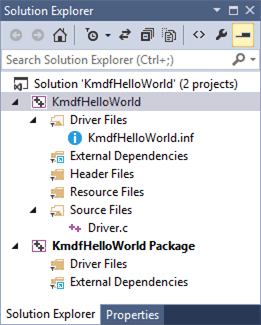 Solution Explorer
Search Solution Explorer (Ctrl+;)
Solution 'KmdfHelloWorld' (2 projects)
KmdfHelloWorld
Driver Files
KmdfHelloWorld.inf
External Dependencies
Header Files
Resource Files
Source Files
Driver.c
KmdfHelloWorld Package
Driver Files
External Dependencies
Solution Explorer Properties